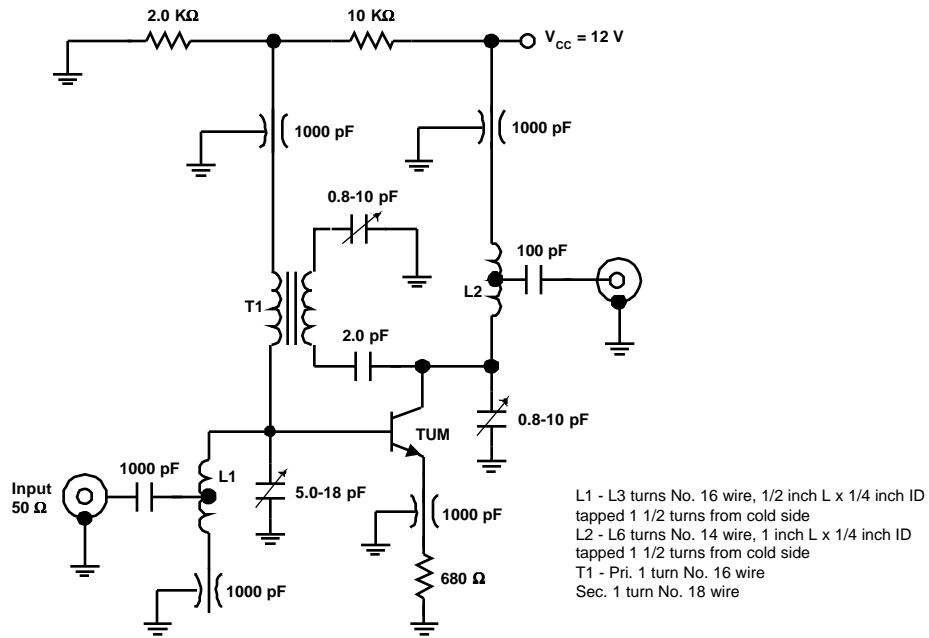 2.0 KΩ
10 KΩ
V_CC = 12 V
1000 pF
1000 pF
0.8-10 pF
100 pF
T1
L2
2.0 pF
0.8-10 pF
TUM
1000 pF
L1
Input
50 Ω
5.0-18 pF
1000 pF
1000 pF
680 Ω
L1 - L3 turns No. 16 wire, 1/2 inch L x 1/4 inch ID
tapped 1 1/2 turns from cold side
L2 - L6 turns No. 14 wire, 1 inch L x 1/4 inch ID
tapped 1 1/2 turns from cold side
T1 - Pri. 1 turn No. 16 wire
Sec. 1 turn No. 18 wire